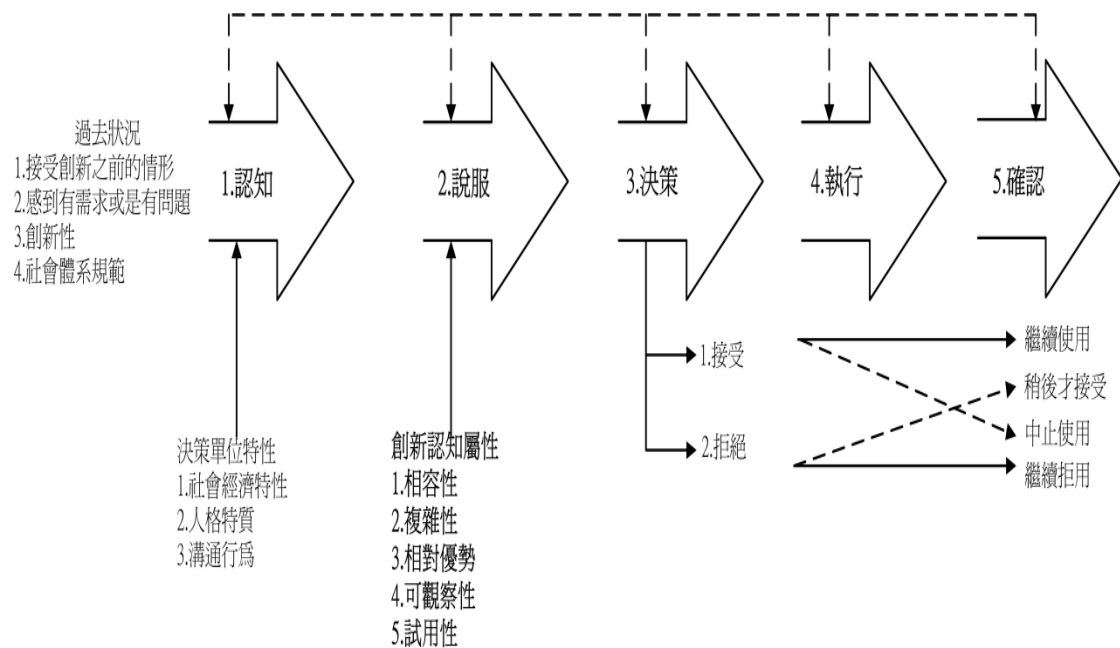 過去狀況
1.接受創新之前的情形
2.感到有需求或是有問題
3.創新性
4.社會體系規範
1.認知
2.說服
3.決策
4.執行
5.確認
決策單位特性
1.社會經濟特性
2.人格特質
3.溝通行爲
創新認知屬性
1.相容性
2.複雜性
3.相對優勢
4.可觀察性
5.試用性
1.接受
2.拒絕
繼續使用
稍後才接受
中止使用
繼續拒用